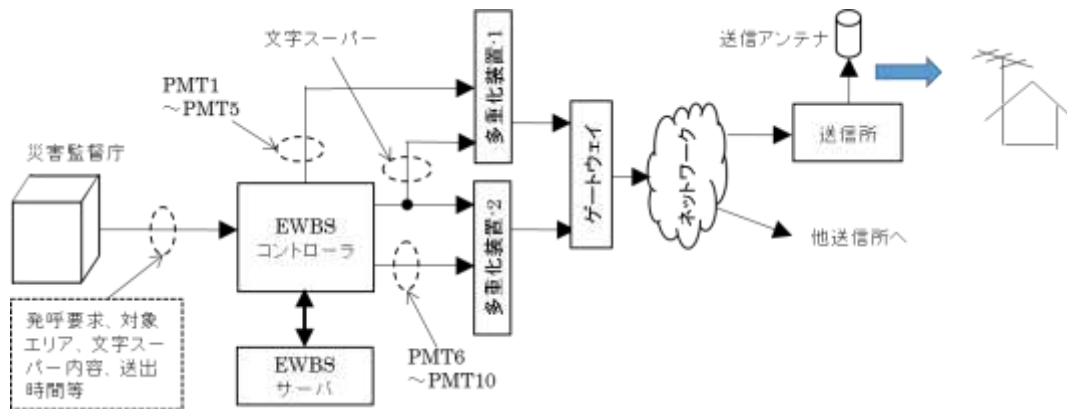 文字スーパー
送信アンテナ
PMT1
～PMT5
多重化装置-1
災害監督庁
送信所
ゲートウェイ
ネットワーク
EWBS
コントローラ
多重化装置-2
他送信所へ
発呼要求、対象
エリア、文字スー
パー内容、送出
時間等
EWBS
サーバ
PMT6
～PMT10